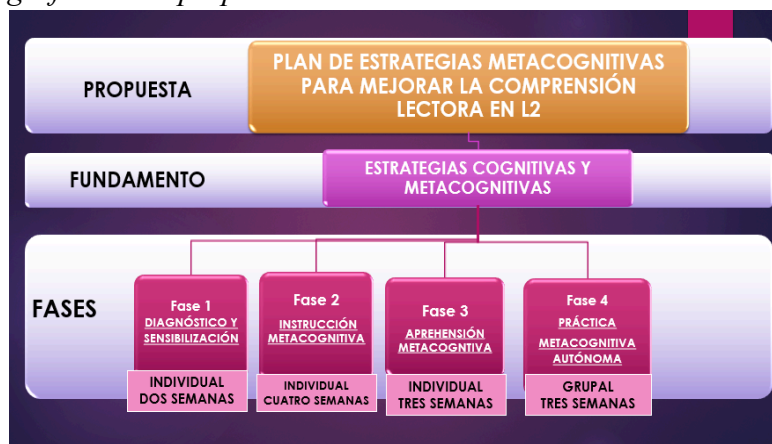 PROPUESTA
PLAN DE ESTRATEGIAS METACOGNITIVAS
PARA MEJORAR LA COMPRENSIÓN
LECTORA EN L2
FUNDAMENTO
ESTRATEGIAS COGNITIVAS Y
METACOGNITIVAS
FASES
Fase 1
DIAGNÓSTICO Y
SENSIBILIZACIÓN
INDIVIDUAL
DOS SEMANAS
Fase 2
INSTRUCCIÓN
METACOGNITIVA
INDIVIDUAL
CUATRO SEMANAS
Fase 3
APREHENSIÓN
METACOGNTIVA
INDIVIDUAL
TRES SEMANAS
Fase 4
PRÁCTICA
METACOGNITIVA
AUTÓNOMA
GRUPAL
TRES SEMANAS